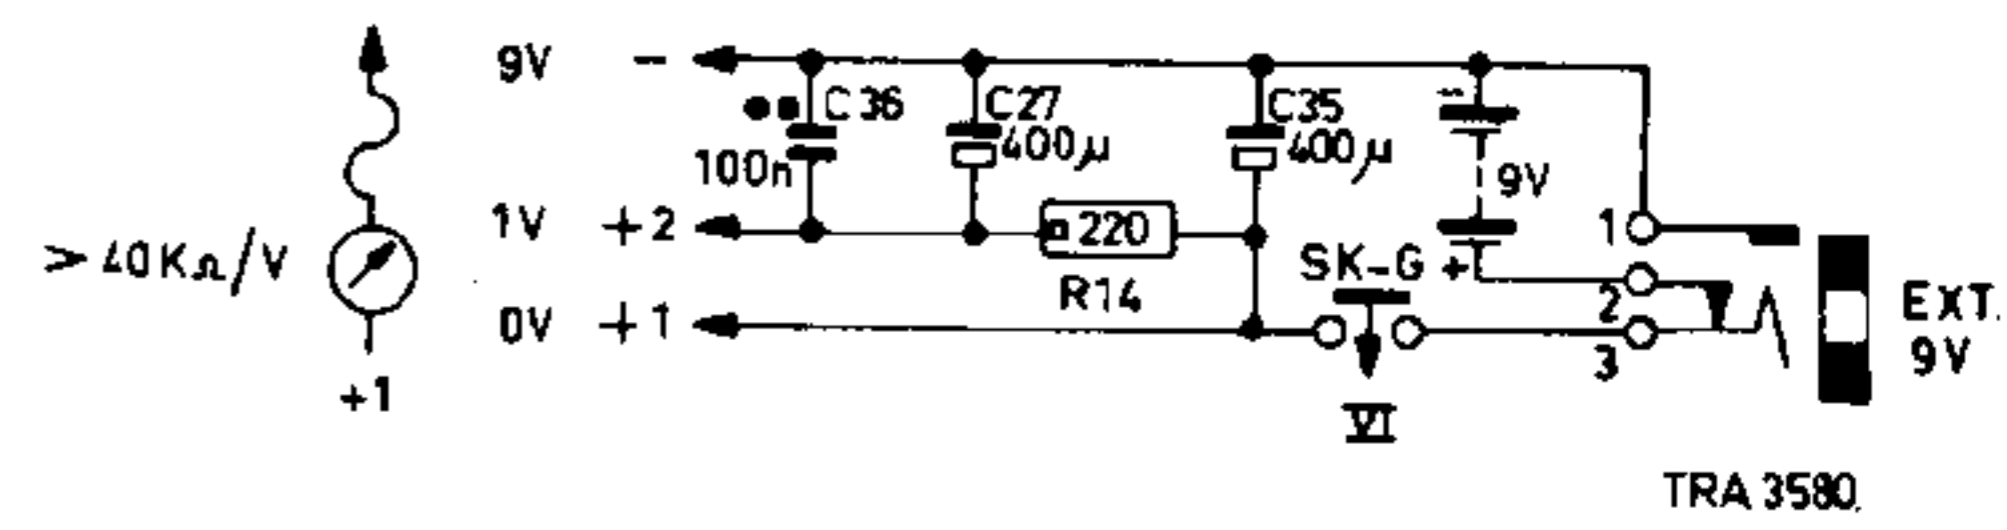 9V -
C36
C27
C35
-
100n
400µ
400µ
9V
1V +2
220
1
> 40KΩ/V
SK-G
+
R14
2
EXT.
9V
0V +1
3
+1
VI
TRA 3580.